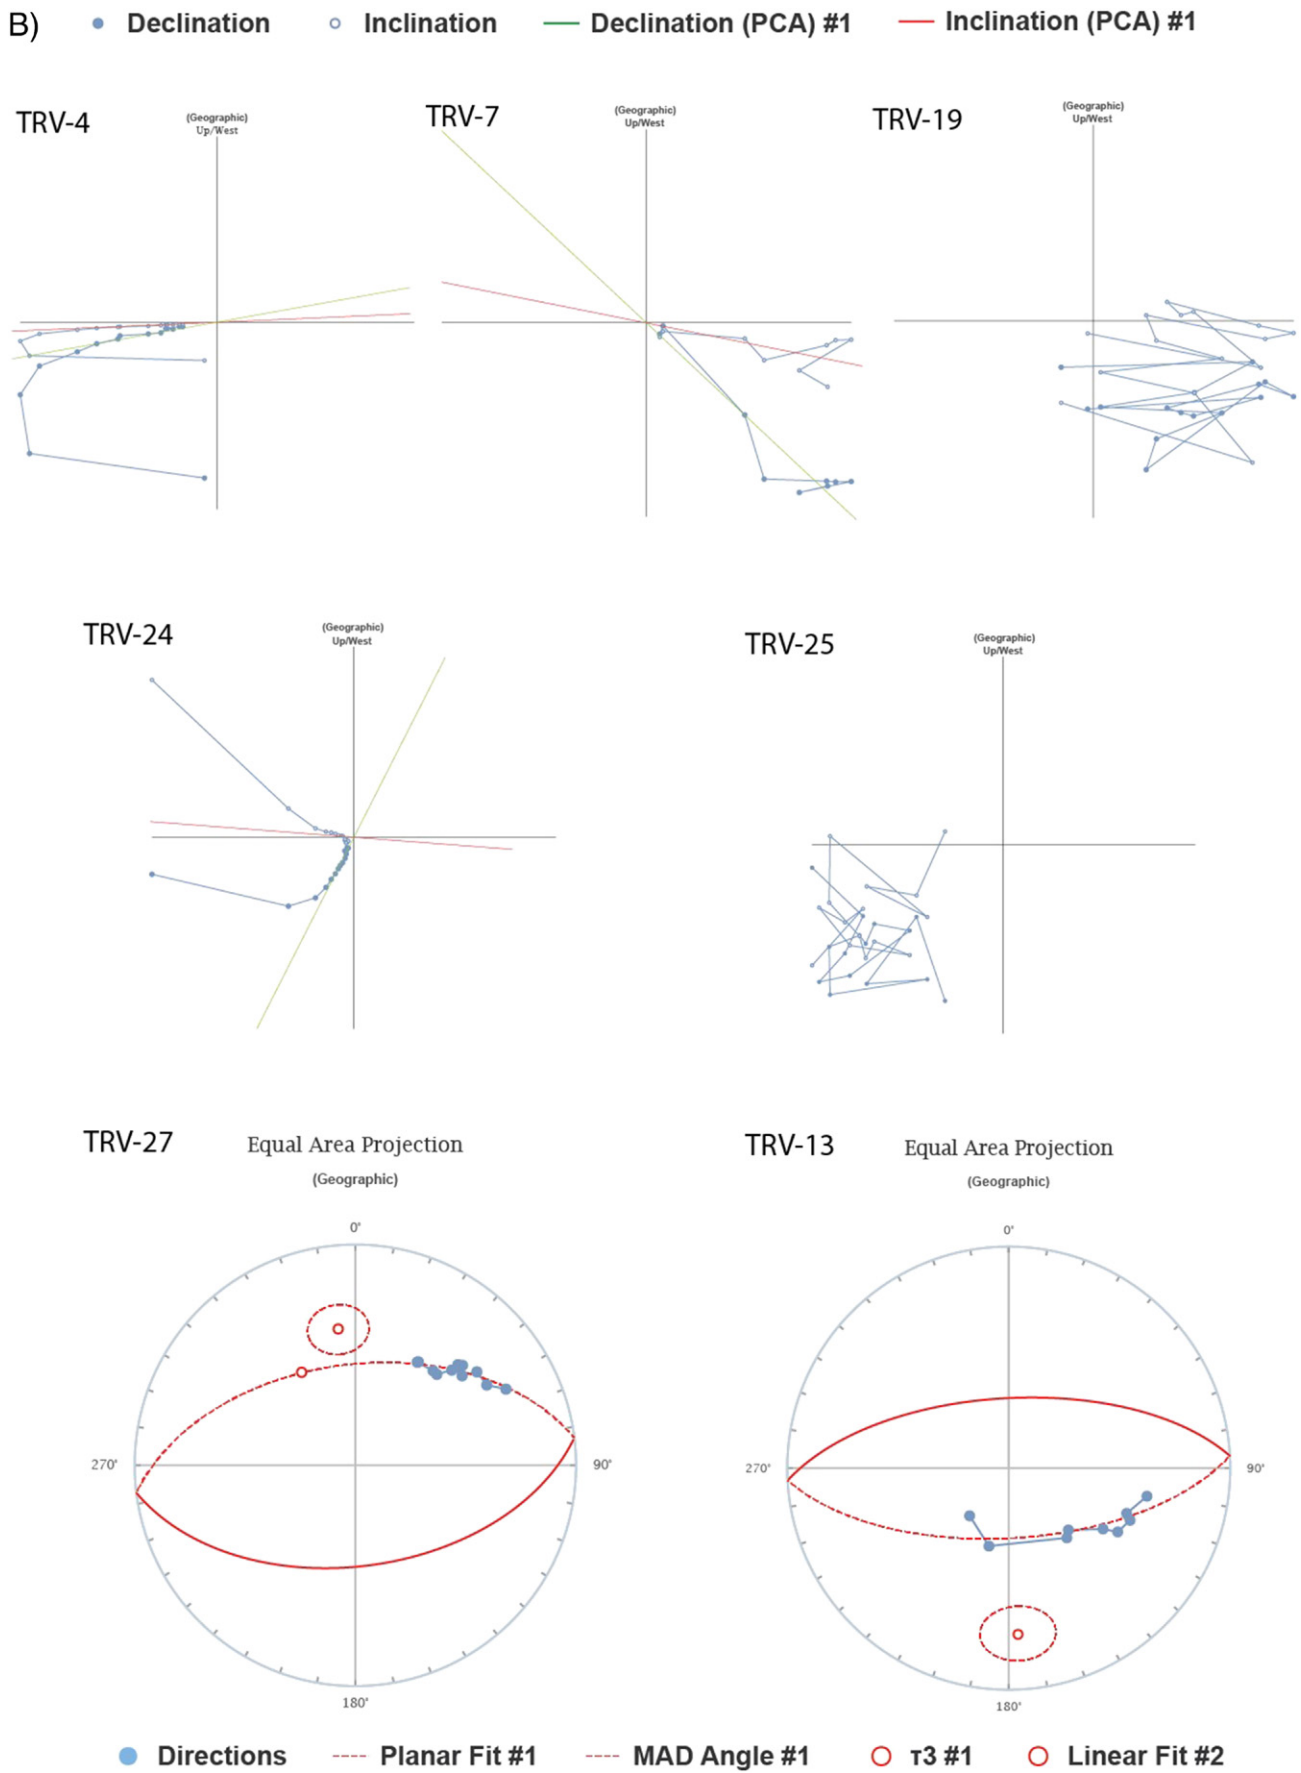 B) Declination Inclination Declination (PCA) #1 Inclination (PCA) #1
TRV-4
(Geographic)
Up/West
TRV-7
(Geographic)
Up/West
TRV-19
(Geographic)
Up/West
TRV-24
(Geographic)
Up/West
TRV-25
(Geographic)
Up/West
TRV-27
Equal Area Projection
(Geographic)
0°
270°
90°
180°
TRV-13
Equal Area Projection
(Geographic)
0°
270°
90°
180°
Directions Planar Fit #1 MAD Angle #1 τ3 #1 Linear Fit #2